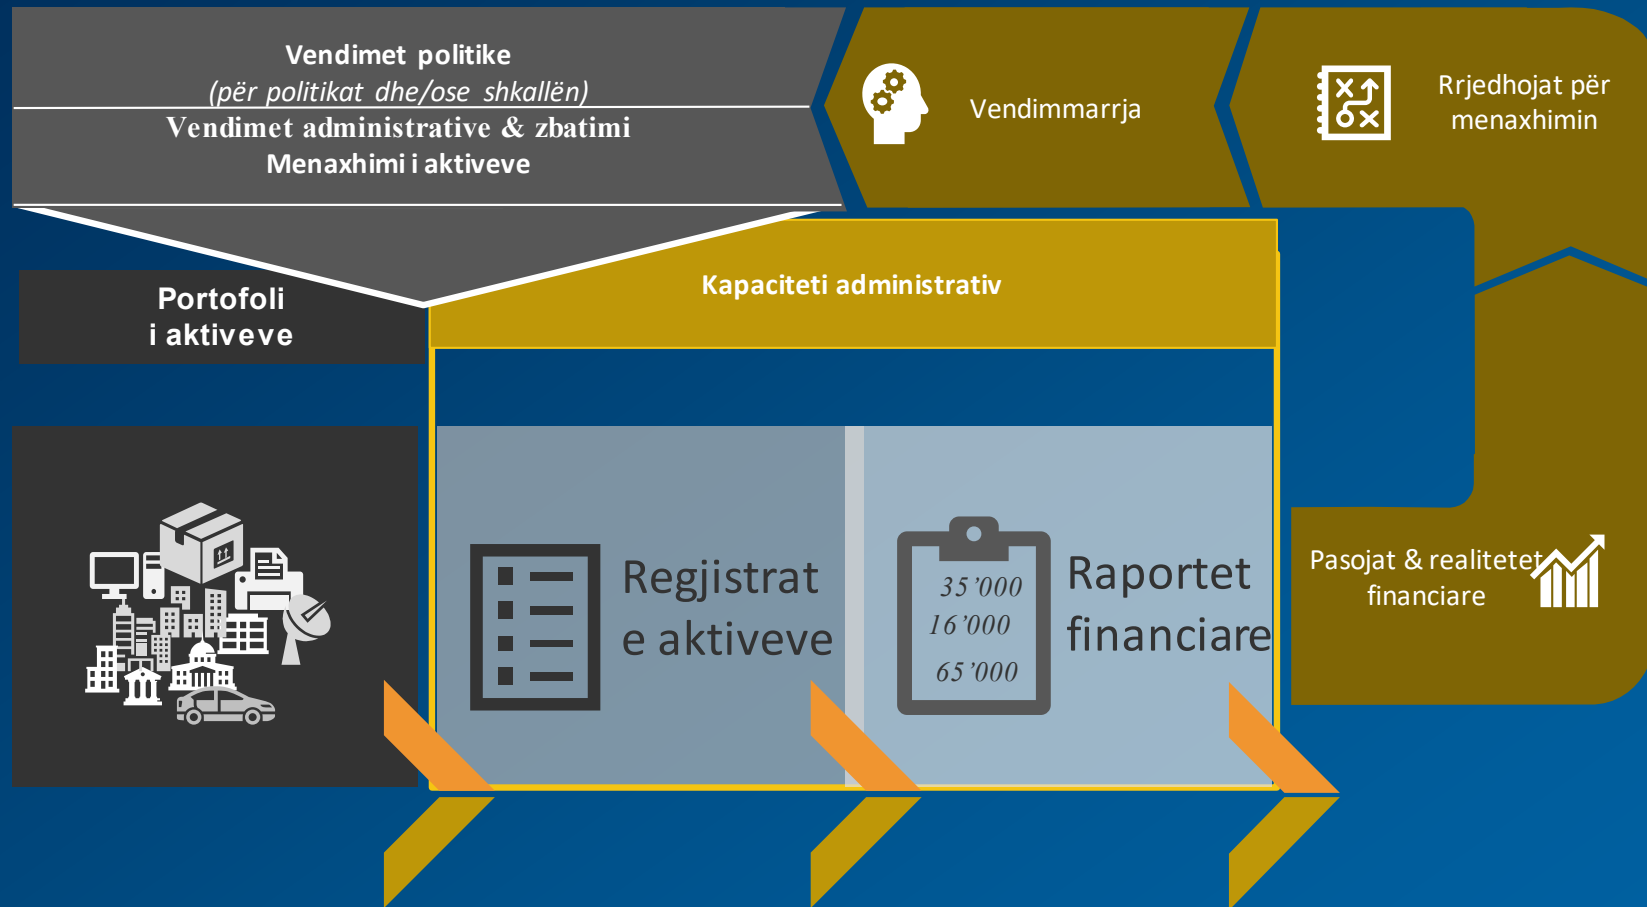 Vendimet politike
(për politikat dhe/ose shkallën)
Vendimet administrative & zbatimi
Menaxhimi i aktiveve
Vendimmarrja
Rrjedhojat për
menaxhimin
Kapaciteti administrativ
Portofoli
i aktiveve
Regjistrat
e aktiveve
35’000
16’000
65’000
Raportet
financiare
Pasojat & realitetet
financiare